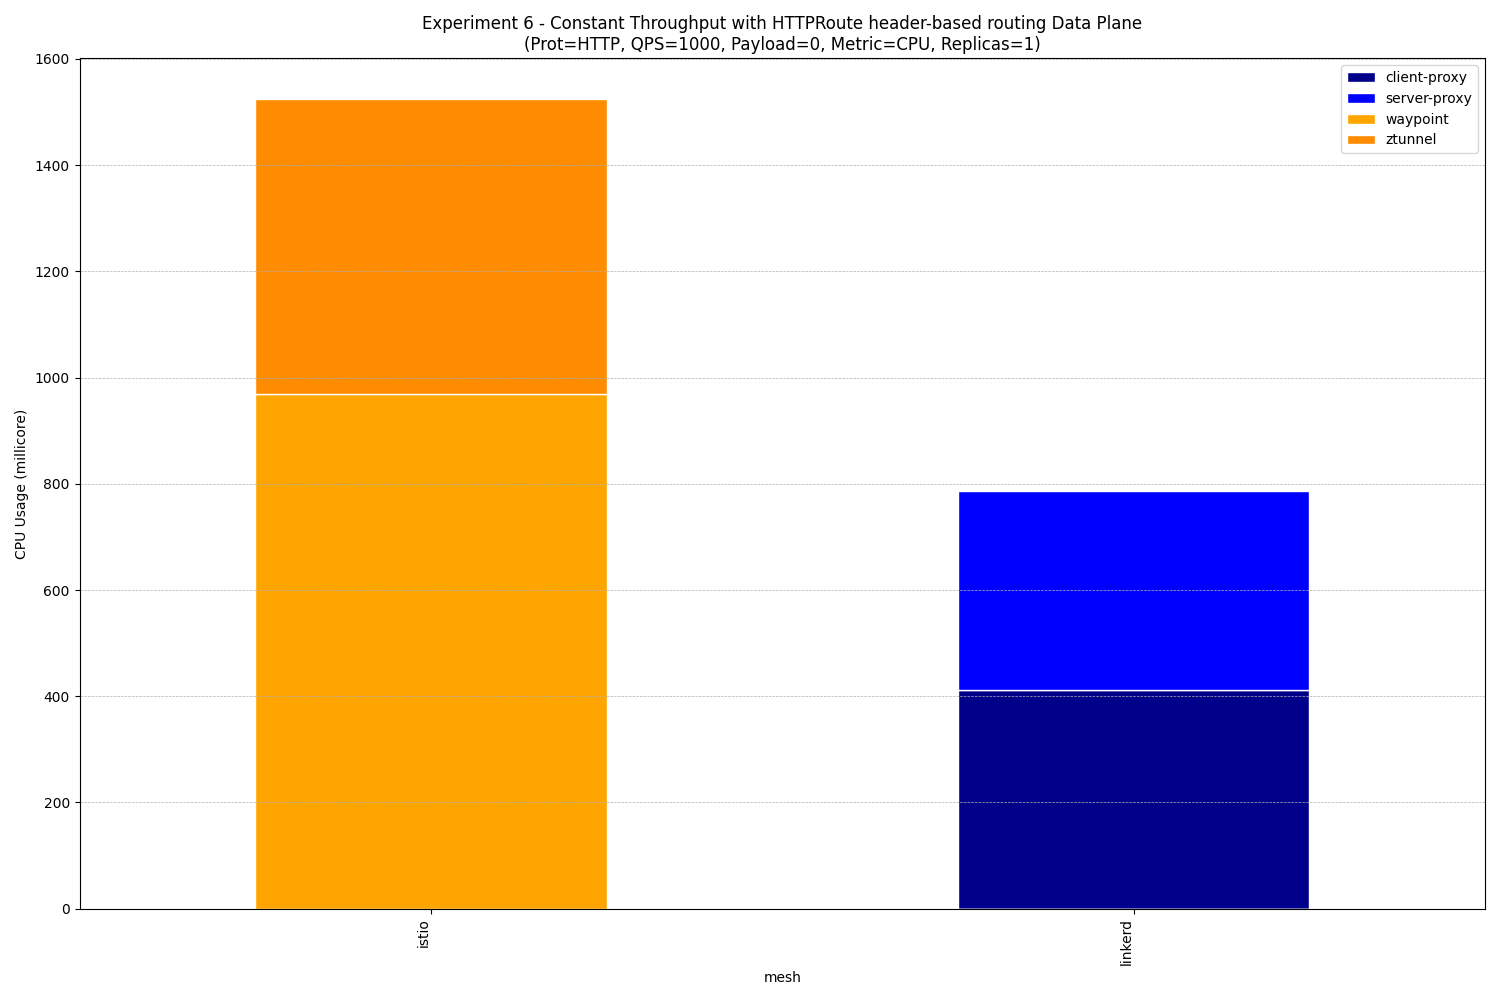 Experiment 6 - Constant Throughput with HTTPRoute header-based routing Data Plane
(Prot=HTTP, QPS=1000, Payload=0, Metric=CPU, Replicas=1)
client-proxy
server-proxy
waypoint
ztunnel
CPU Usage (millicore)
1600
1400
1200
1000
800
600
400
200
0
istio
linkerd
mesh